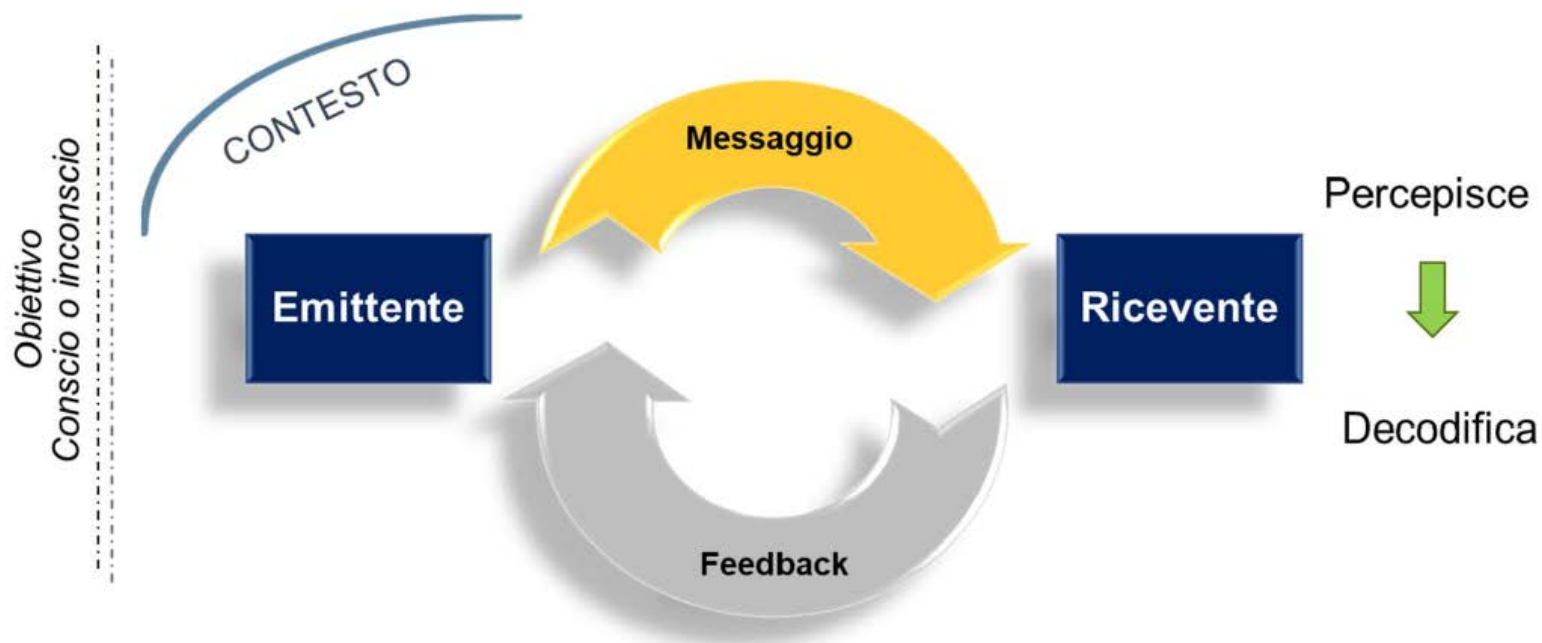 Obiettivo
Conscio o inconscio
CONTESTO
Messaggio
Emittente
Ricevente
Percepisce
Decodifica
Feedback